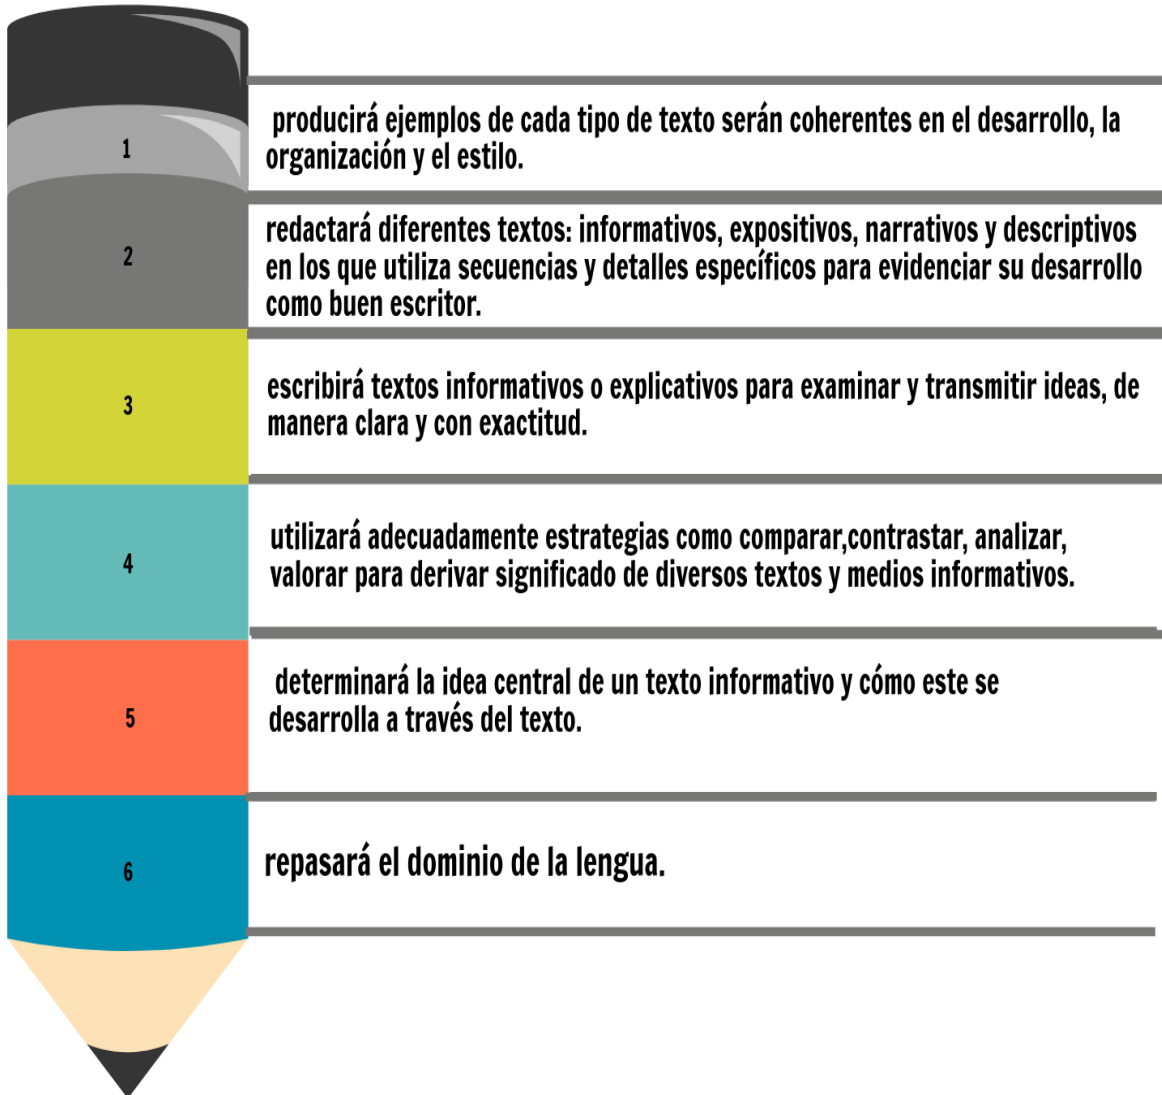 1
producirá ejemplos de cada tipo de texto serán coherentes en el desarrollo, la
organización y el estilo.
2
redactará diferentes textos: informativos, expositivos, narrativos y descriptivos
en los que utiliza secuencias y detalles específicos para evidenciar su desarrollo
como buen escritor.
3
escribirá textos informativos o explicativos para examinar y transmitir ideas, de
manera clara y con exactitud.
4
utilizará adecuadamente estrategias como comparar,contrastar, analizar,
valorar para derivar significado de diversos textos y medios informativos.
5
determinará la idea central de un texto informativo y cómo este se
desarrolla a través del texto.
6
repasará el dominio de la lengua.